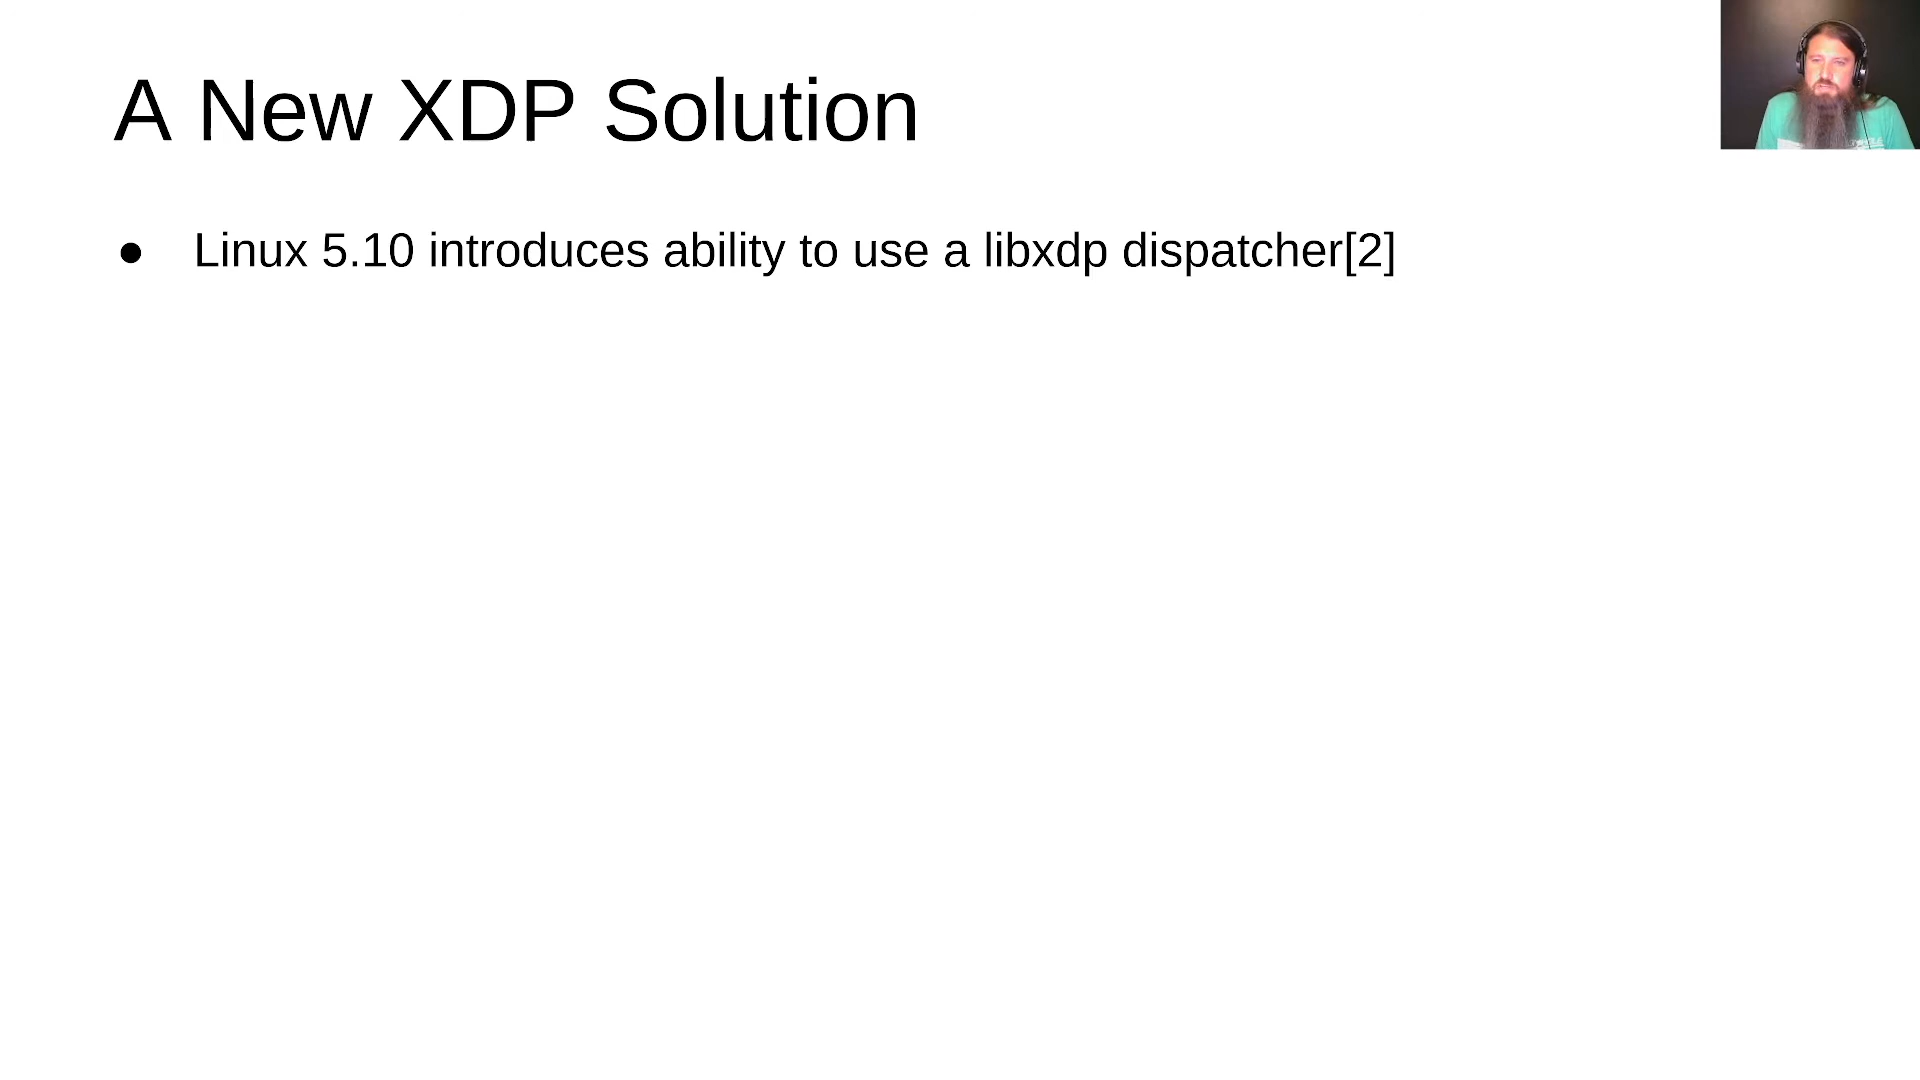 A New XDP Solution
● Linux 5.10 introduces ability to use a libxdp dispatcher[2]